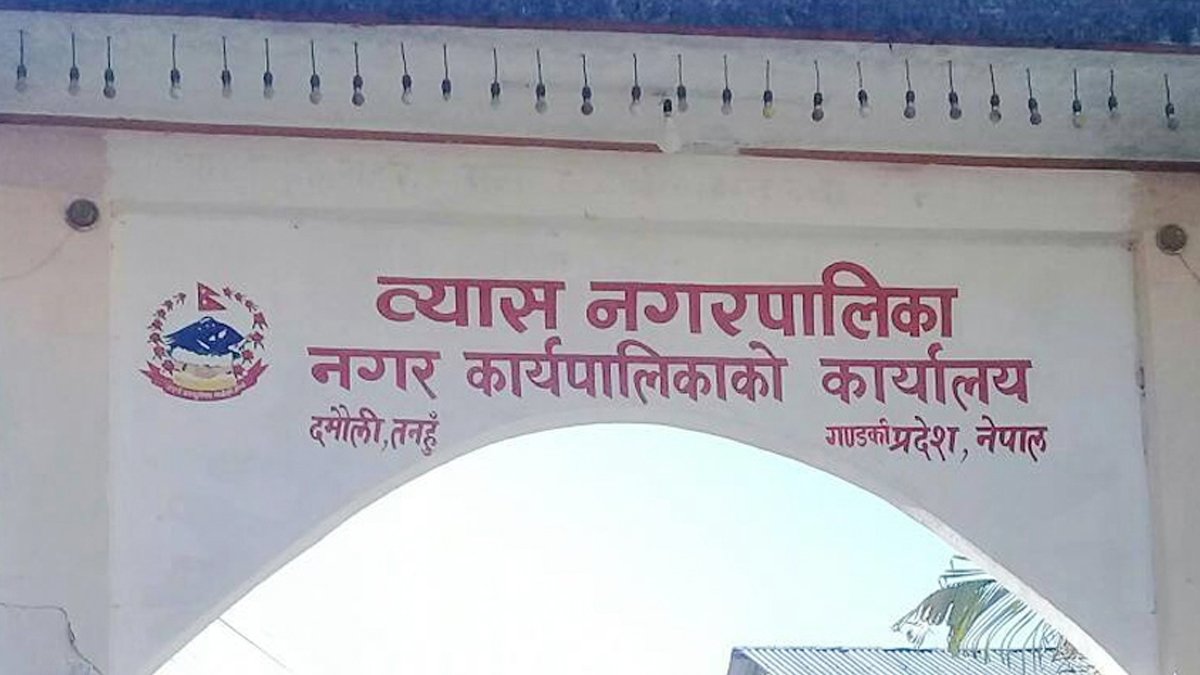 व्यास नगरपालिका
नगर कार्यपालिकाको कार्यालय
दमौली, तनहुँ
गण्डकी प्रदेश, नेपाल